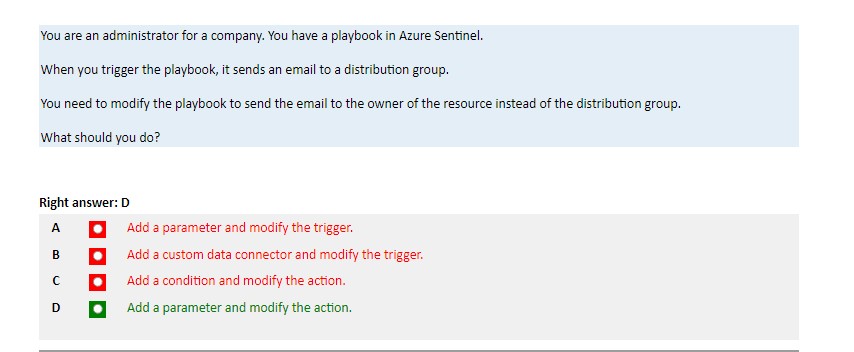 You are an administrator for a company. You have a playbook in Azure Sentinel.
When you trigger the playbook, it sends an email to a distribution group.
You need to modify the playbook to send the email to the owner of the resource instead of the distribution group.
What should you do?
Right answer: D
A Add a parameter and modify the trigger.
B Add a custom data connector and modify the trigger.
C Add a condition and modify the action.
D Add a parameter and modify the action.